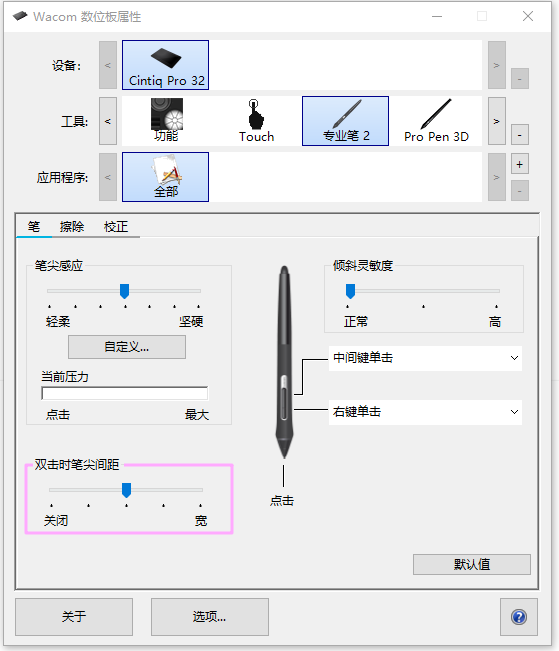 Wacom 数位板属性
设备:
< Cintiq Pro 32 > -
工具:
< 功能 Touch 专业笔 2 Pro Pen 3D > -
+
应用程序:
< 全部 > -
笔 擦除 校正
笔尖感应
轻柔 坚硬
自定义...
当前压力
点击 最大
双击时笔尖间距
关闭 宽
点击
倾斜灵敏度
正常 高
中间键单击
右键单击
默认值
关于 选项... ?